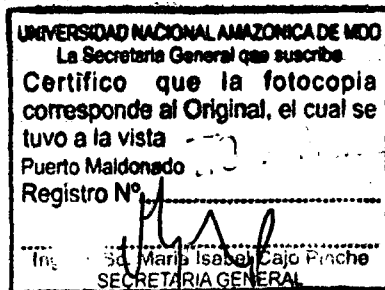 UNIVERSIDAD NACIONAL AMAZONICA DE MDD
La Secretaria General que suscribe
Certifico que la fotocopia
corresponde al Original, el cual se
tuvo a la vista
Puerto Maldonado
Registro Nº
Maria Isabel Cajo Pinche
SECRETARIA GENERAL